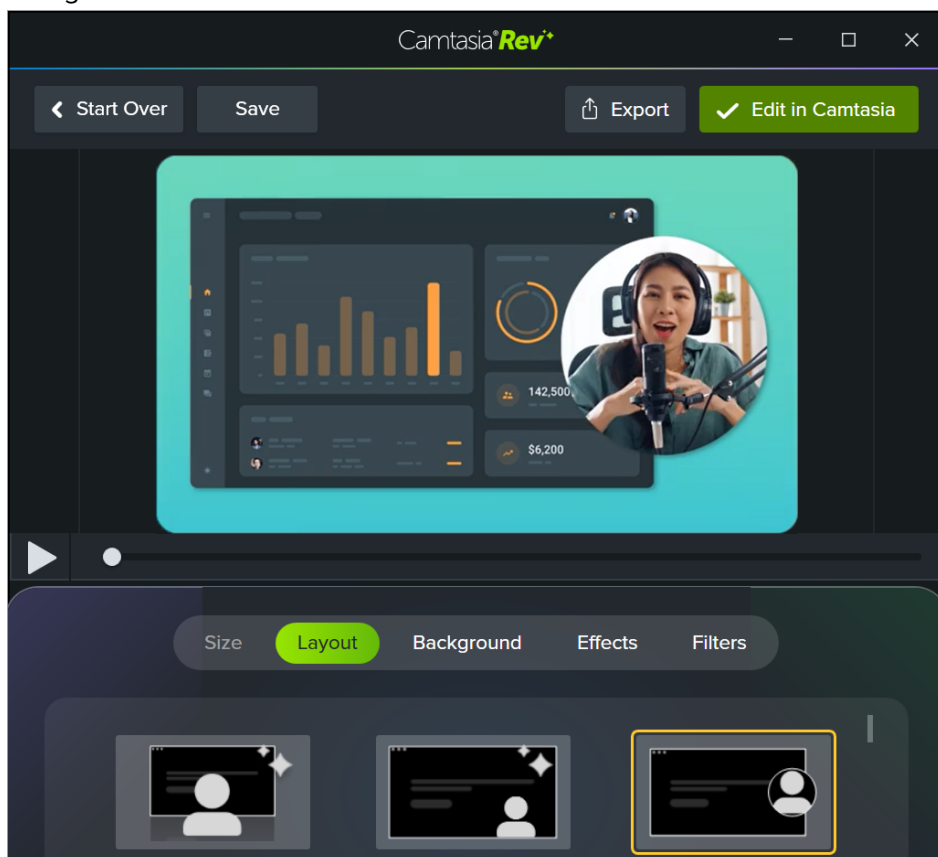 Camtasia® Rev
Start Over
Save
Export
Edit in Camtasia
142,500
$6,200
Size
Layout
Background
Effects
Filters